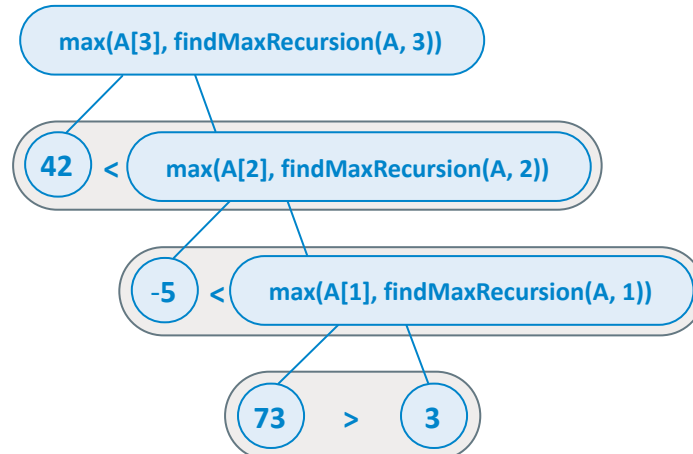 max(A[3], findMaxRecursion(A, 3))
42 < max(A[2], findMaxRecursion(A, 2))
-5 < max(A[1], findMaxRecursion(A, 1))
73 > 3